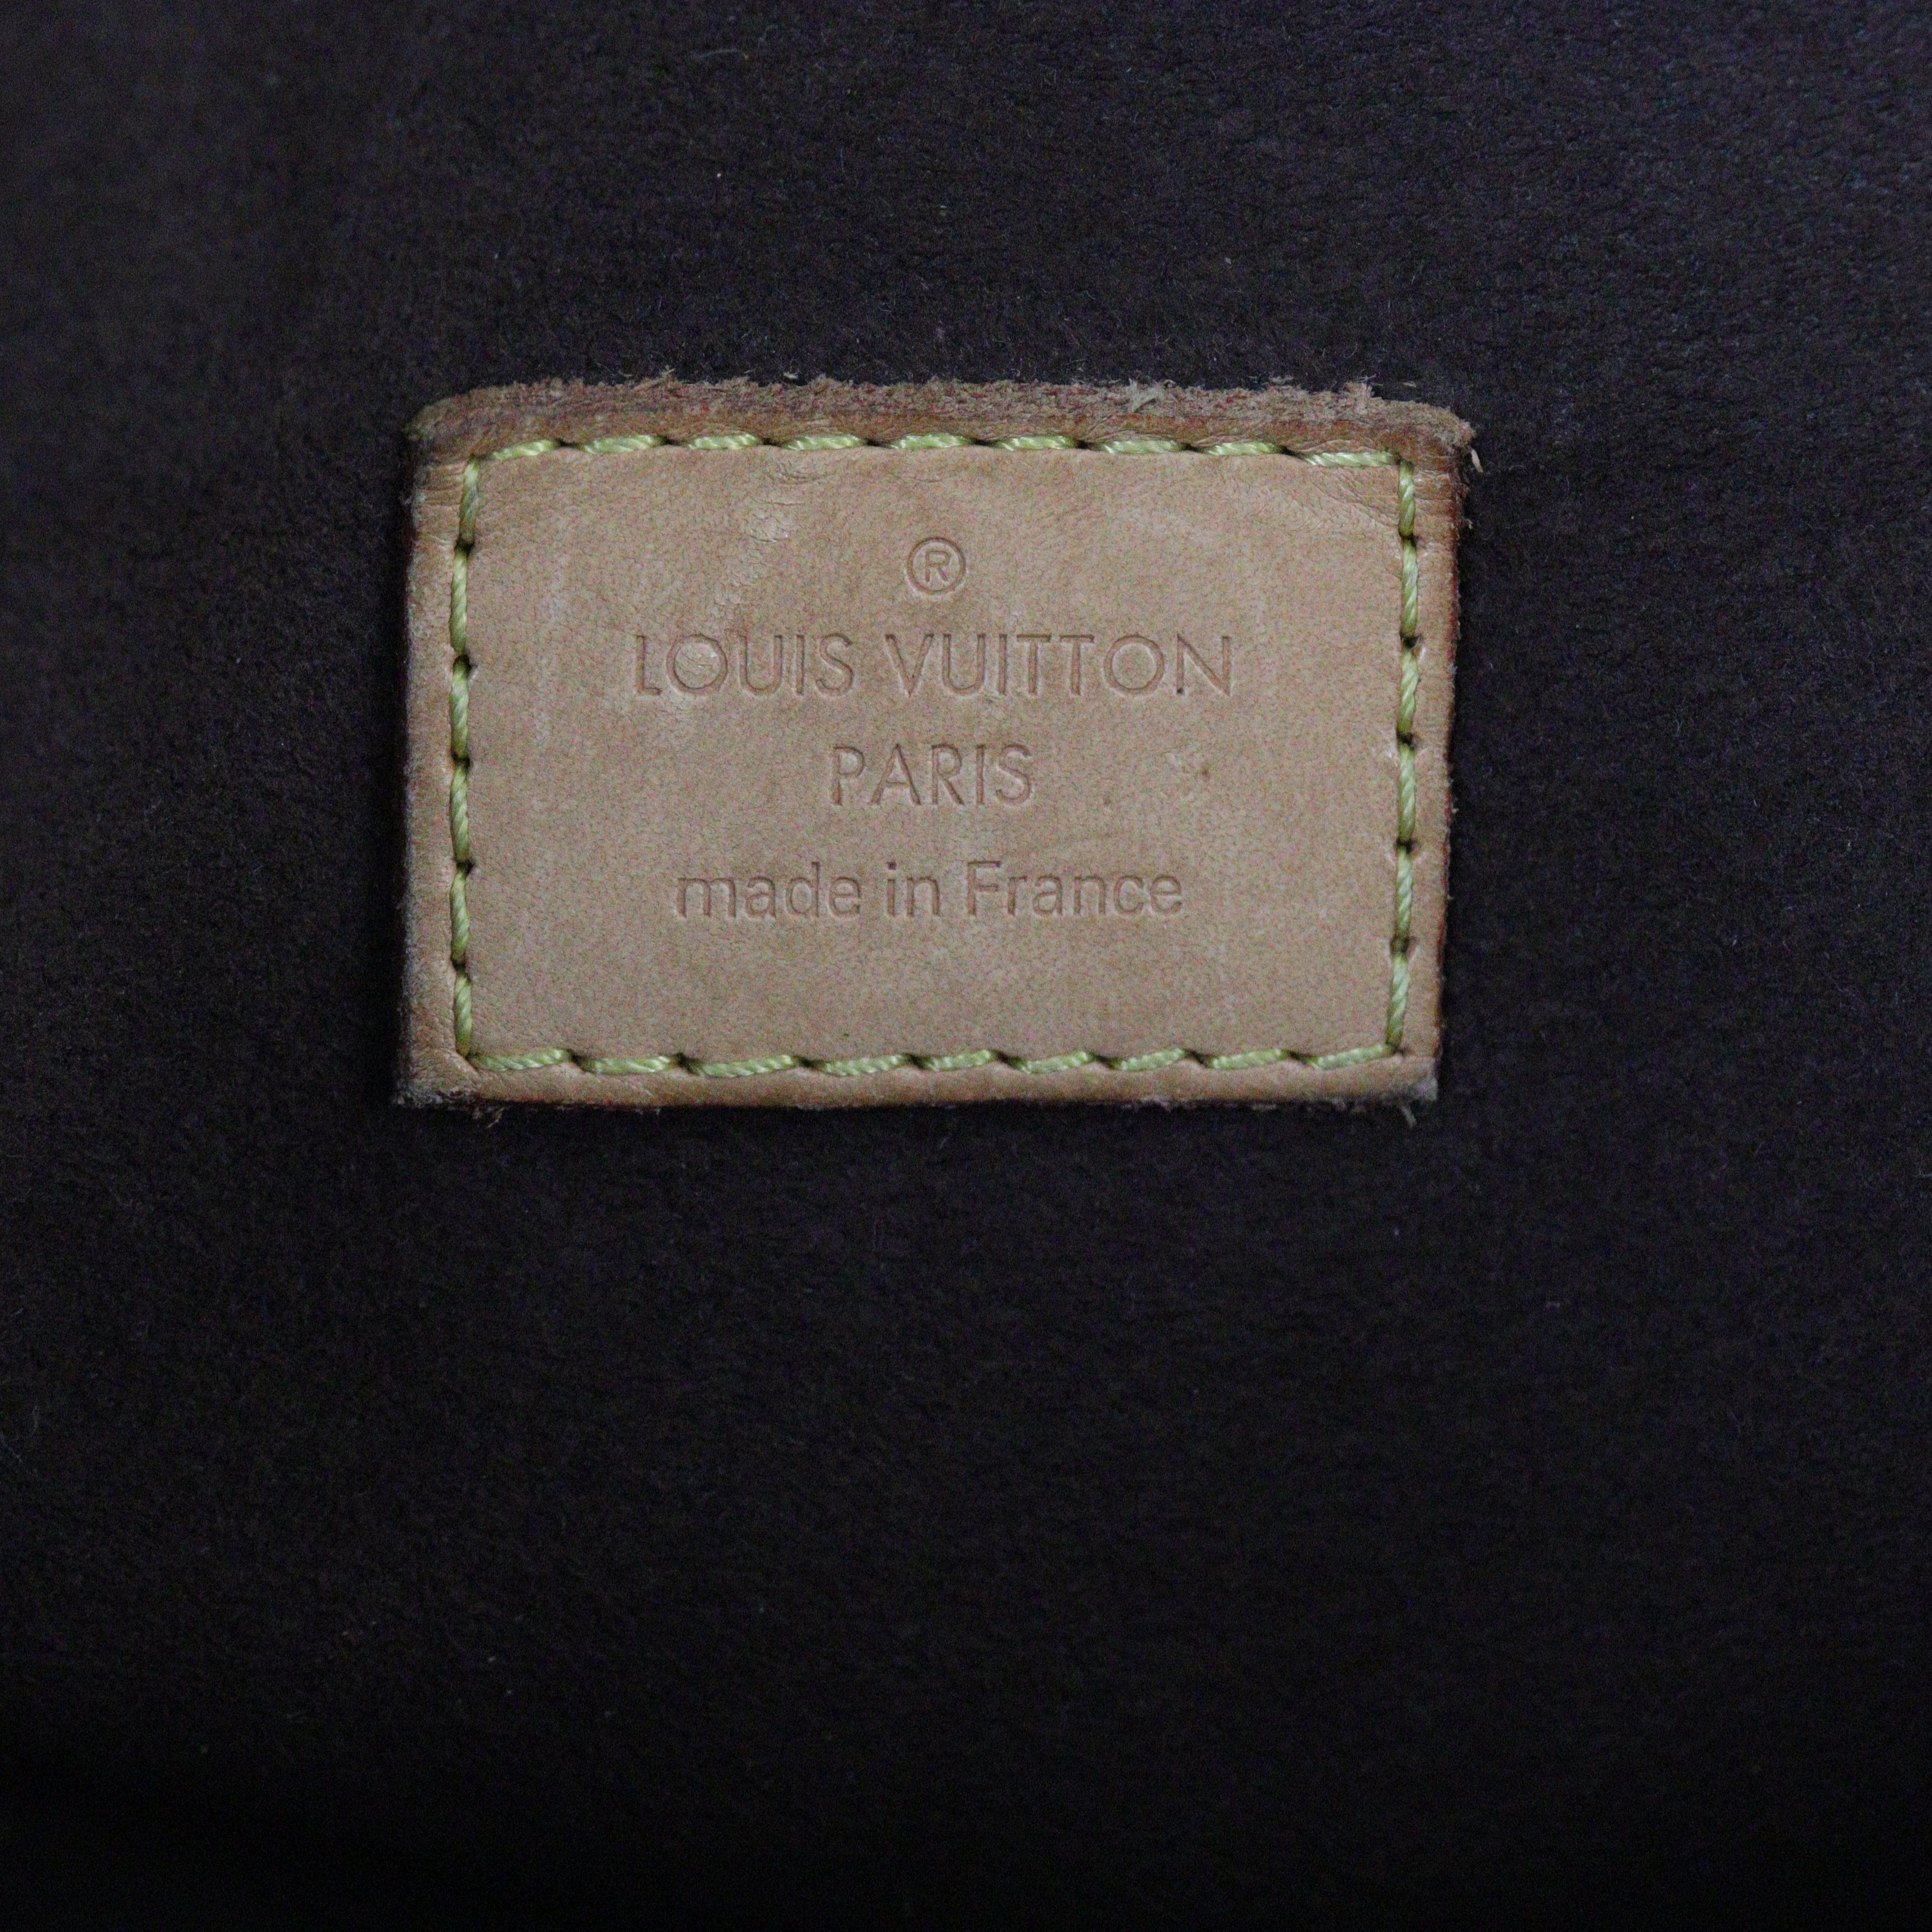 ®
LOUIS VUITTON
PARIS
made in France